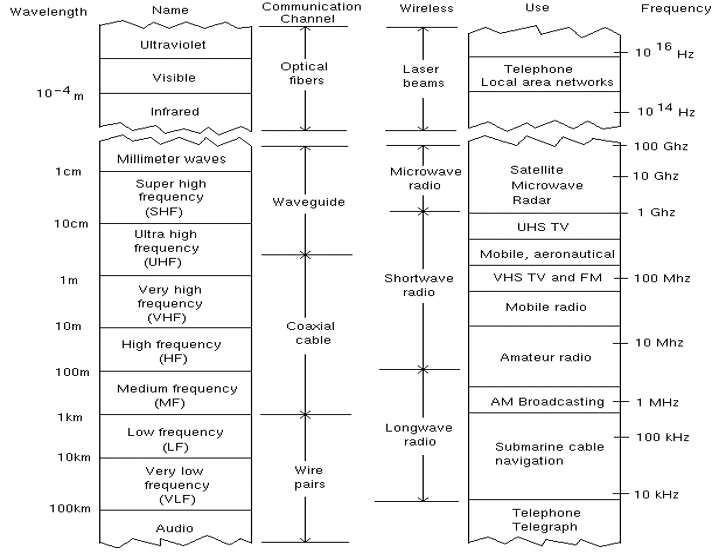 Wavelength
Name
Communication
Channel
Wireless
Use
Frequency
Ultraviolet
Visible
Infrared
10⁻⁴ m
Millimeter waves
1cm
Super high
frequency
(SHF)
10cm
Ultra high
frequency
(UHF)
1m
Very high
frequency
(VHF)
10m
High frequency
(HF)
100m
Medium frequency
(MF)
1km
Low frequency
(LF)
10km
Very low
frequency
(VLF)
100km
Audio
Optical
fibers
Waveguide
Coaxial
cable
Wire
pairs
Laser
beams
Microwave
radio
Shortwave
radio
Longwave
radio
Telephone
Local area networks
Satellite
Microwave
Radar
UHS TV
Mobile, aeronautical
VHS TV and FM
Mobile radio
Amateur radio
AM Broadcasting
Submarine cable
navigation
Telephone
Telegraph
10¹⁶ Hz
10¹⁴ Hz
100 Ghz
10 Ghz
1 Ghz
100 Mhz
10 Mhz
1 MHz
100 kHz
10 kHz